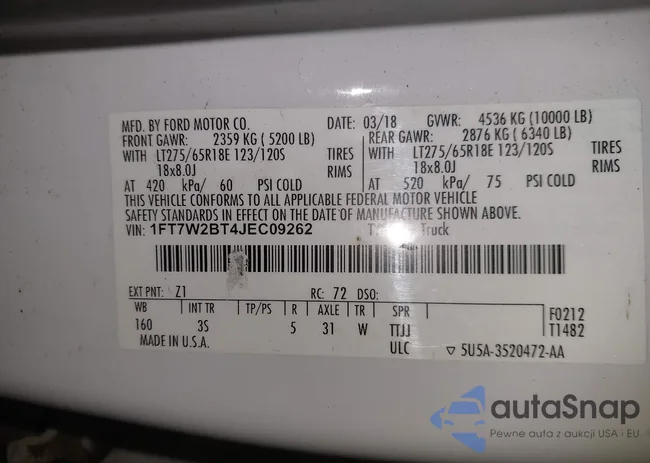 MFD. BY FORD MOTOR CO. DATE: 03/18 GVWR: 4536 KG (10000 LB)
FRONT GAWR: 2359 KG (5200 LB) REAR GAWR: 2876 KG (6340 LB)
WITH LT275/65R18E 123/120S TIRES WITH LT275/65R18E 123/120S TIRES
18x8.0J RIMS 18x8.0J RIMS
AT 420 kPa/ 60 PSI COLD AT 520 kPa/ 75 PSI COLD
THIS VEHICLE CONFORMS TO ALL APPLICABLE FEDERAL MOTOR VEHICLE
SAFETY STANDARDS IN EFFECT ON THE DATE OF MANUFACTURE SHOWN ABOVE.
VIN: 1FT7W2BT4JEC09262 Truck
EXT PNT: Z1 RC: 72 DSO:
WB INT TR TP/PS R AXLE TR SPR F0212
160 3S 5 31 W TTJJ T1482
MADE IN U.S.A. ULC ▽ 5U5A-3520472-AA
autaSnap
Pewne auta z aukcji USA i EU